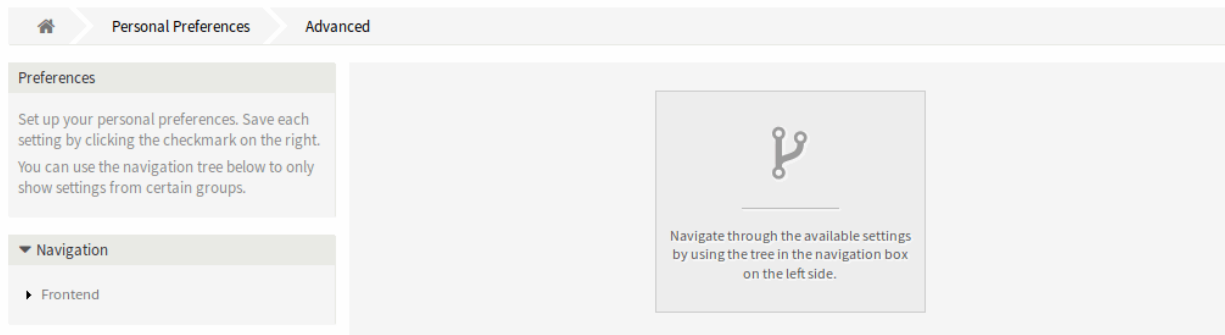 Personal Preferences
Advanced
Preferences
Set up your personal preferences. Save each
setting by clicking the checkmark on the right.
You can use the navigation tree below to only
show settings from certain groups.
Navigation
Frontend
Navigate through the available settings
by using the tree in the navigation box
on the left side.